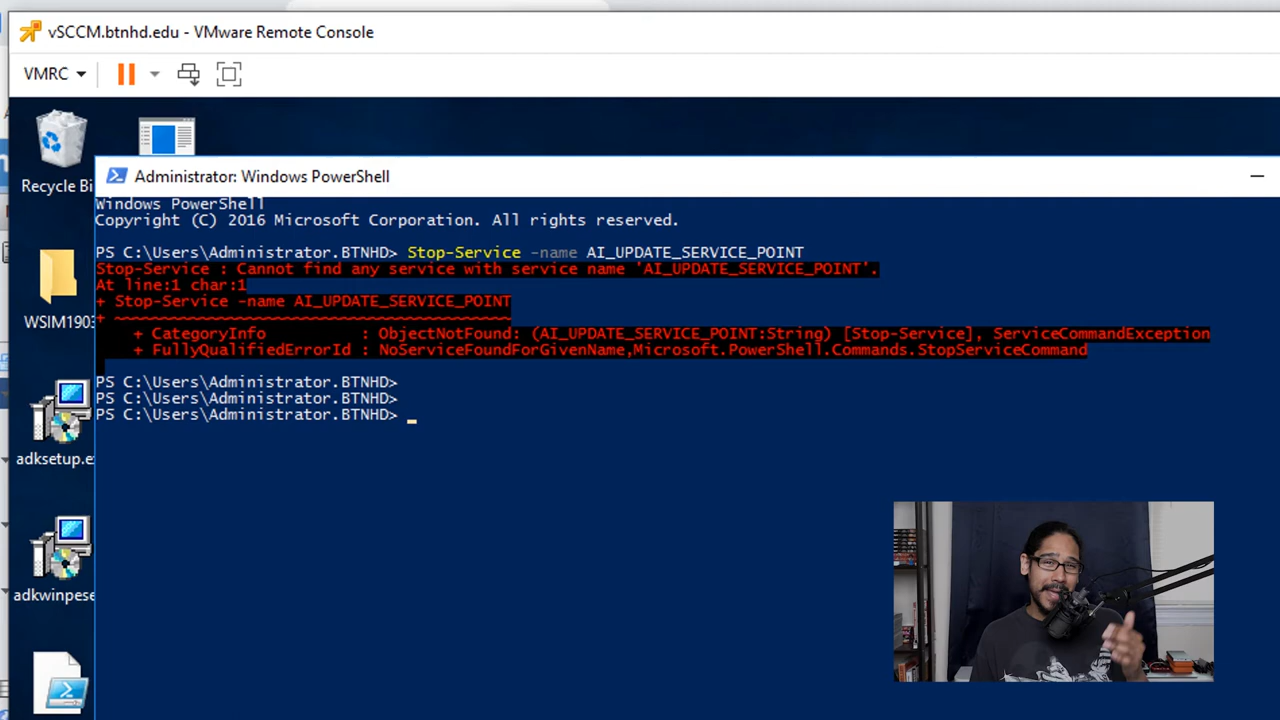 vSCCM.btnhd.edu - VMware Remote Console
VMRC
Recycle Bi
Administrator: Windows PowerShell
Windows PowerShell
Copyright (C) 2016 Microsoft Corporation. All rights reserved.
PS C:\Users\Administrator.BTNHD> Stop-Service -name AI_UPDATE_SERVICE_POINT
Stop-Service : Cannot find any service with service name 'AI_UPDATE_SERVICE_POINT'.
At line:1 char:1
+ Stop-Service -name AI_UPDATE_SERVICE_POINT
+ ~~~~~~~~~~~~~~~~~~~~~~~~~~~~~~~~~~~~~~~~~~
+ CategoryInfo : ObjectNotFound: (AI_UPDATE_SERVICE_POINT:String) [Stop-Service], ServiceCommandException
+ FullyQualifiedErrorId : NoServiceFoundForGivenName,Microsoft.PowerShell.Commands.StopServiceCommand
PS C:\Users\Administrator.BTNHD>
PS C:\Users\Administrator.BTNHD>
PS C:\Users\Administrator.BTNHD> _
WSIM1903
adksetup.e
adkwinpese